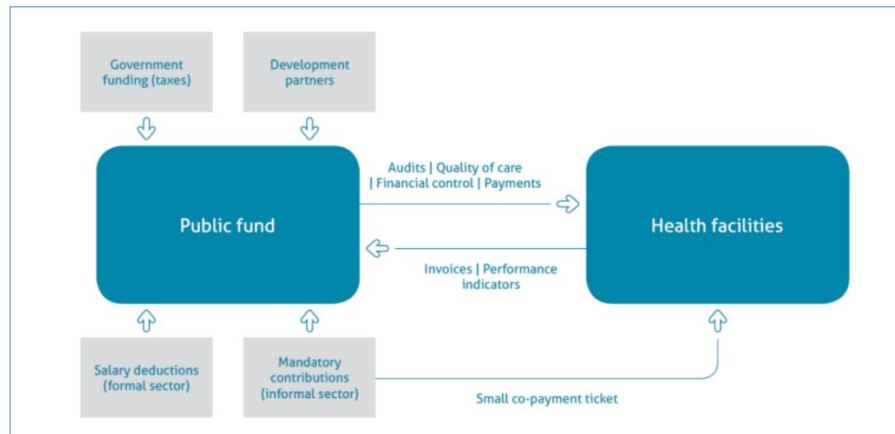 Government
funding (taxes)
Development
partners
Audits | Quality of care
| Financial control | Payments
Public fund
Health facilities
Invoices | Performance
indicators
Salary deductions
(formal sector)
Mandatory
contributions
(informal sector)
Small co-payment ticket